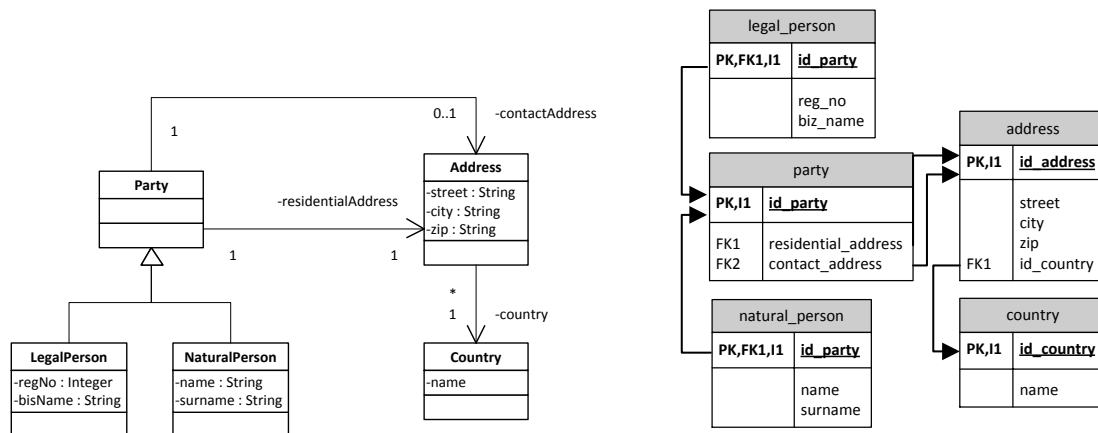 0..1
-contactAddress
1
Address
-street : String
-city : String
-zip : String
Party
-residentialAddress
1
1
*
1
-country
LegalPerson
-regNo : Integer
-bisName : String
NaturalPerson
-name : String
-surname : String
Country
-name
legal_person
PK,FK1,I1 id_party
reg_no
biz_name
party
PK,I1 id_party
FK1 residential_address
FK2 contact_address
natural_person
PK,FK1,I1 id_party
name
surname
address
PK,I1 id_address
street
city
zip
FK1 id_country
country
PK,I1 id_country
name